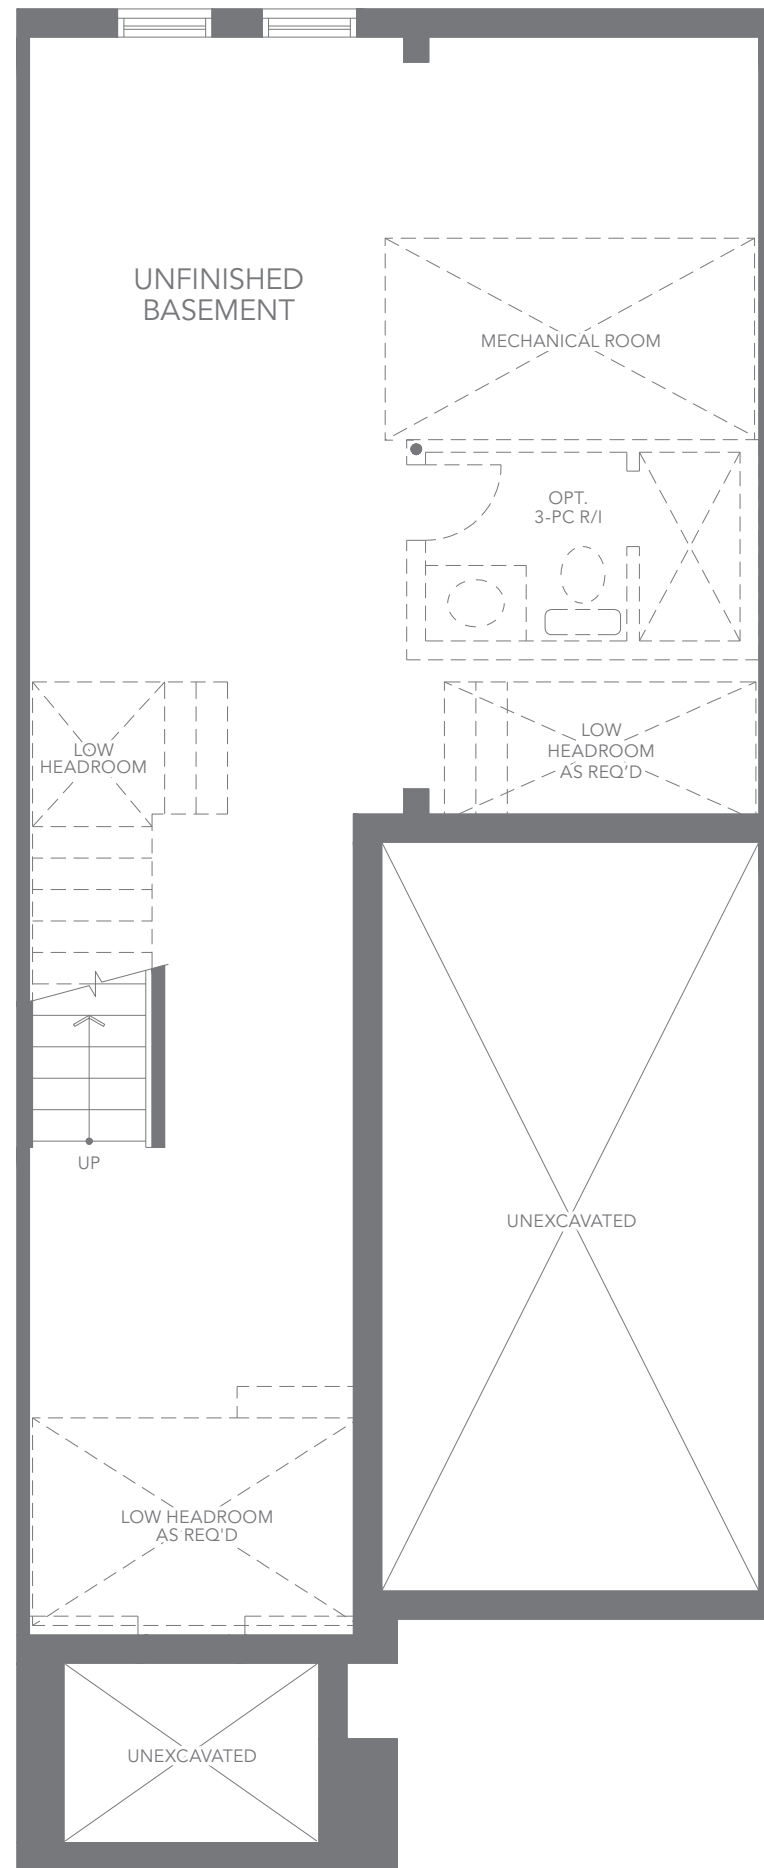 UNFINISHED
BASEMENT
MECHANICAL ROOM
OPT.
3-PC R/I
LOW
HEADROOM
LOW
HEADROOM
AS REQ'D
UP
UNEXCAVATED
LOW HEADROOM
AS REQ'D
UNEXCAVATED